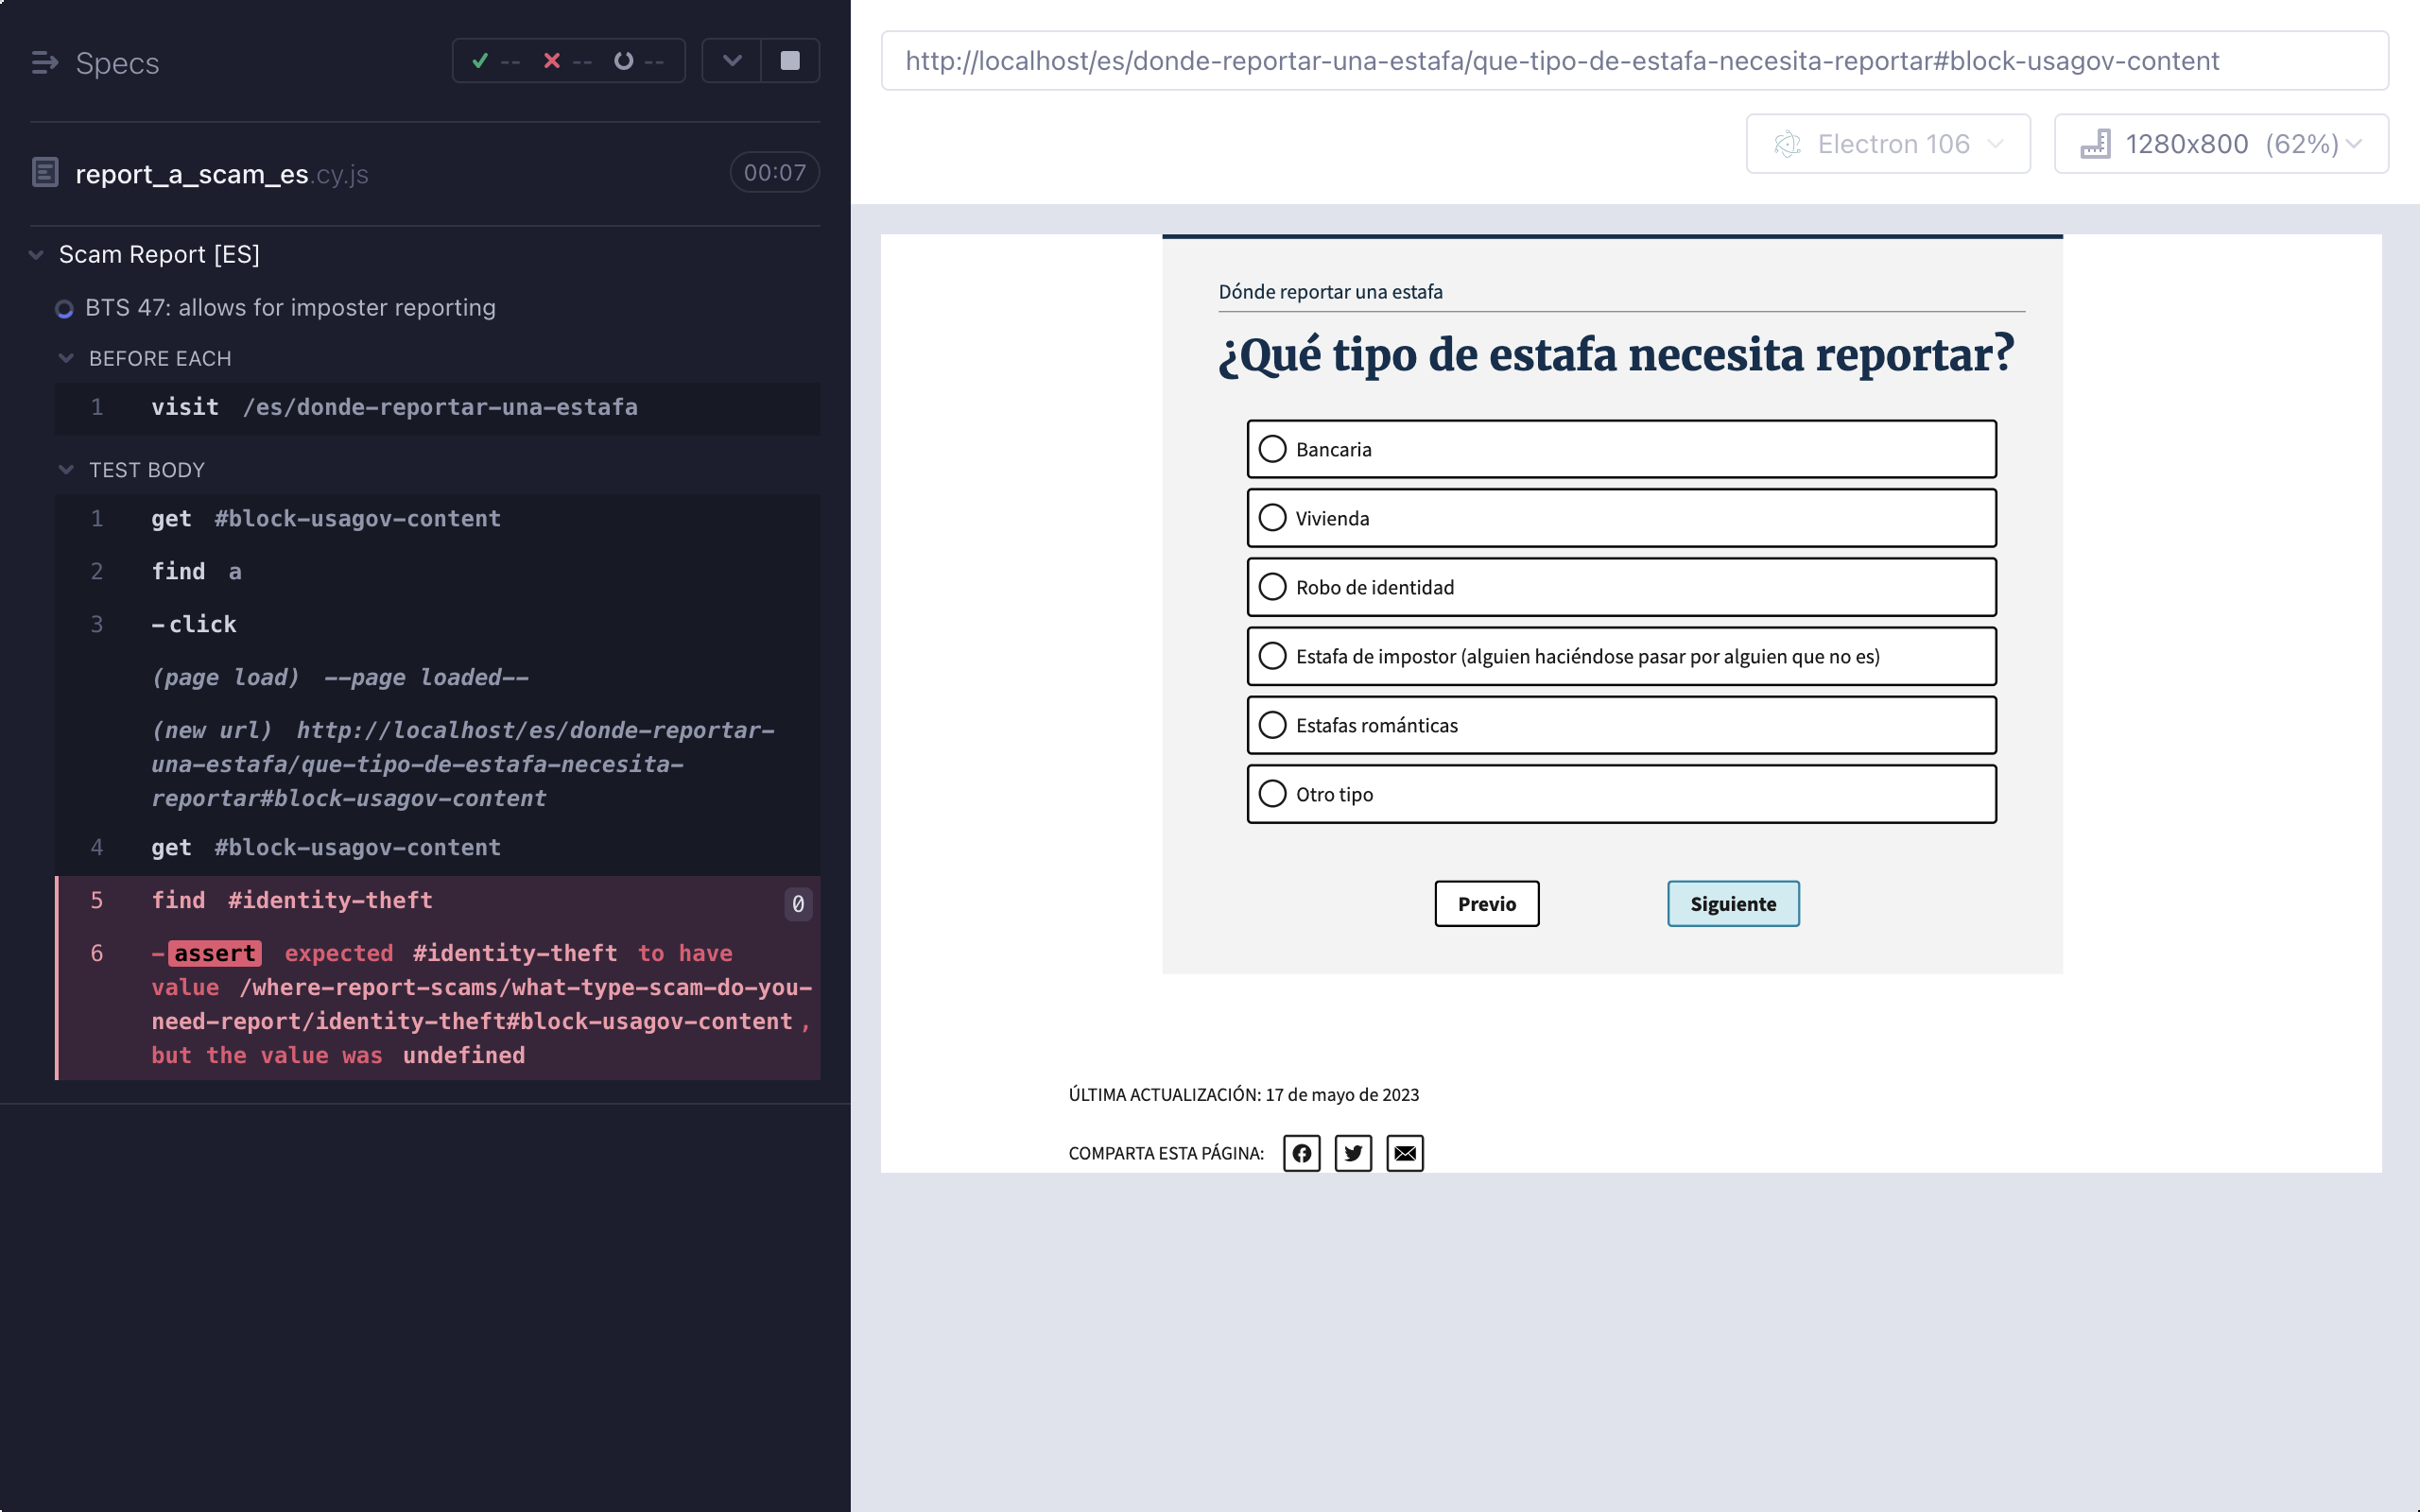 Specs
-- -- --
report_a_scam_es.cy.js
00:07
Scam Report [ES]
BTS 47: allows for imposter reporting
BEFORE EACH
1 visit /es/donde-reportar-una-estafa
TEST BODY
1 get #block-usagov-content
2 find a
3 -click
(page load) --page loaded--
(new url) http://localhost/es/donde-reportar-
una-estafa/que-tipo-de-estafa-necesita-
reportar#block-usagov-content
4 get #block-usagov-content
5 find #identity-theft 0
6 -assert expected #identity-theft to have
value /where-report-scams/what-type-scam-do-you-
need-report/identity-theft#block-usagov-content,
but the value was undefined
http://localhost/es/donde-reportar-una-estafa/que-tipo-de-estafa-necesita-reportar#block-usagov-content
Electron 106
1280x800 (62%)
Dónde reportar una estafa
¿Qué tipo de estafa necesita reportar?
Bancaria
Vivienda
Robo de identidad
Estafa de impostor (alguien haciéndose pasar por alguien que no es)
Estafas románticas
Otro tipo
Previo
Siguiente
ÚLTIMA ACTUALIZACIÓN: 17 de mayo de 2023
COMPARTA ESTA PÁGINA: